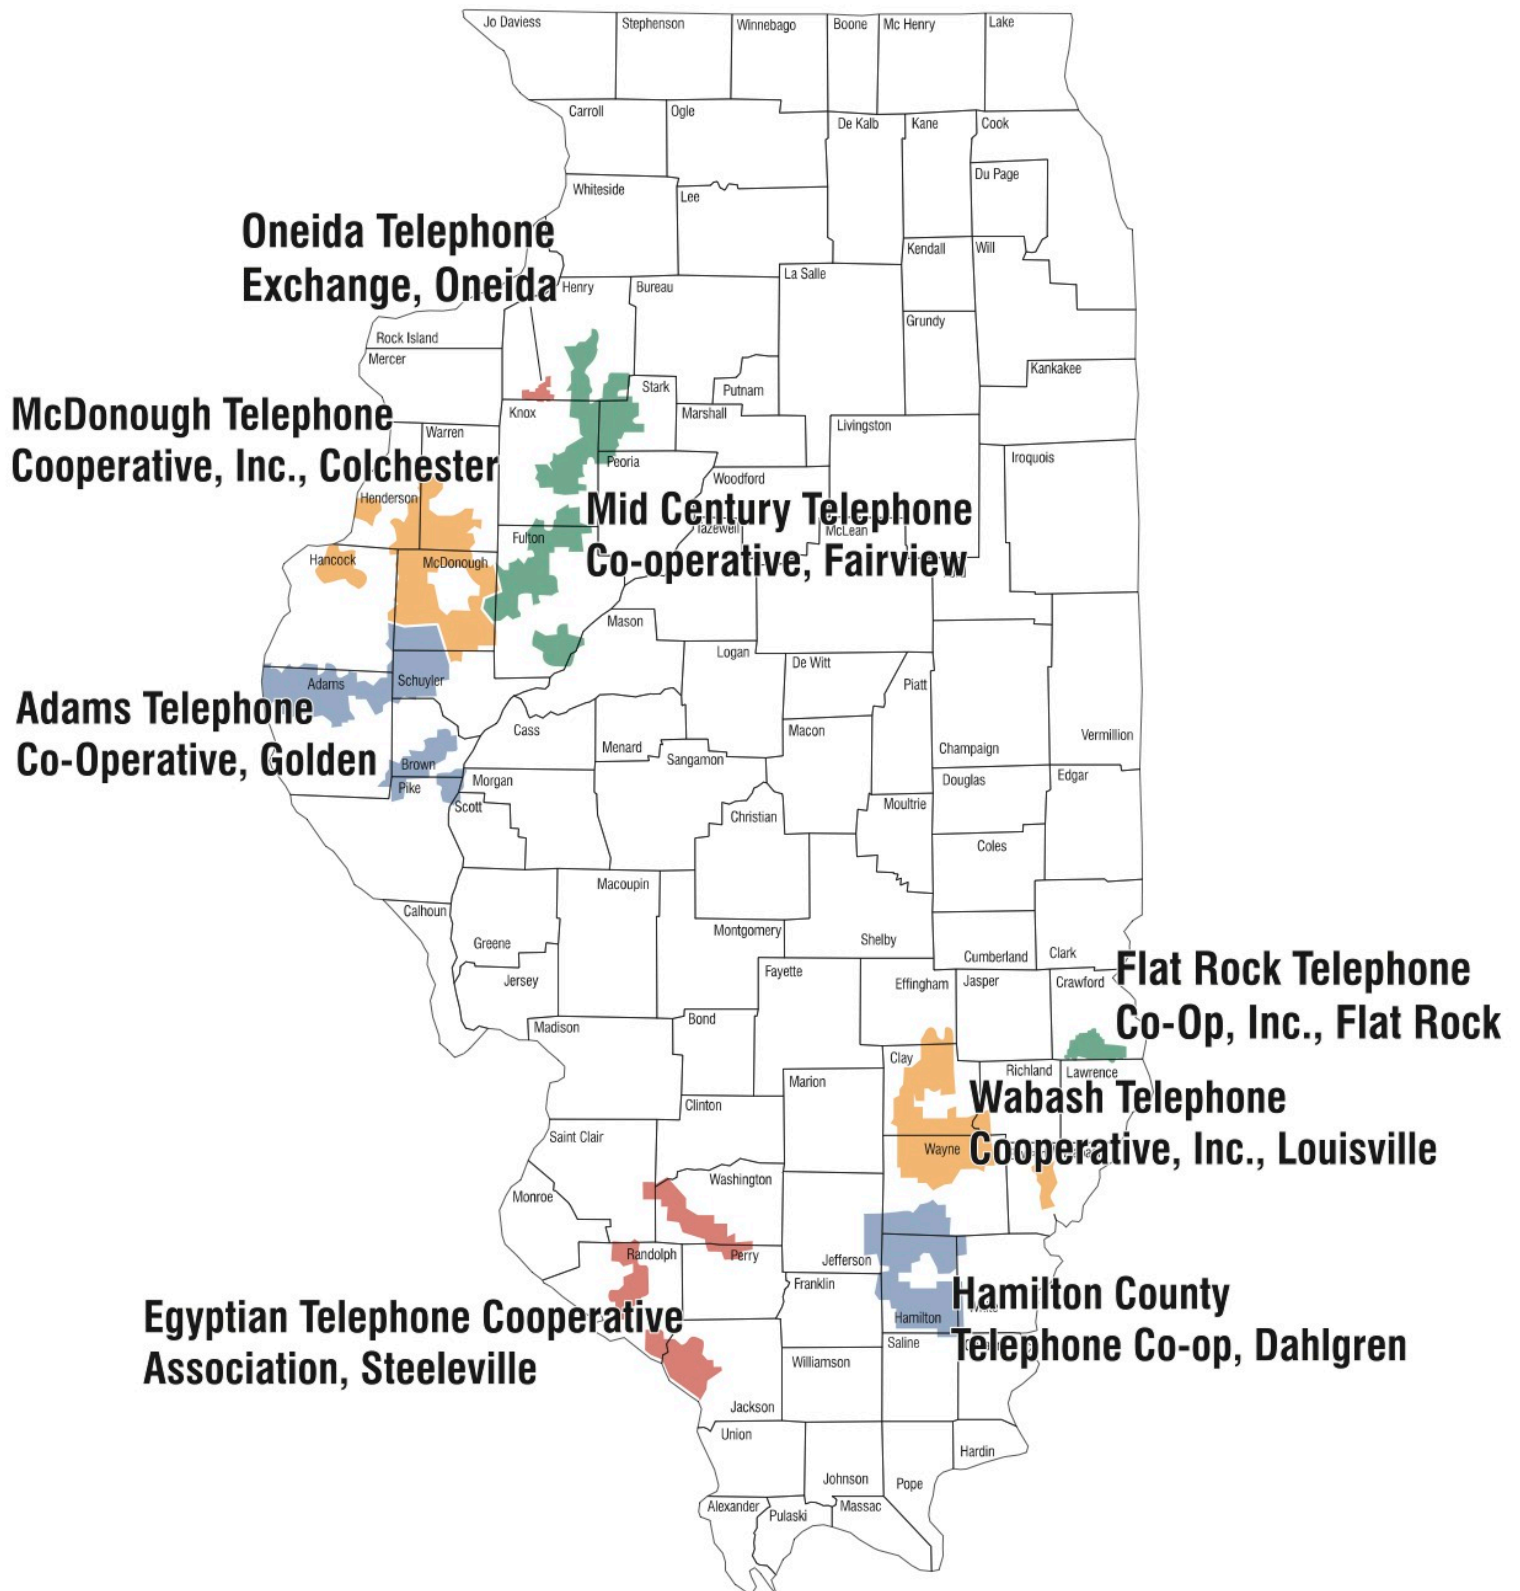 Jo Daviess
Stephenson
Winnebago
Boone
Mc Henry
Lake
Carroll
Ogle
De Kalb
Kane
Cook
Du Page
Whiteside
Lee
Oneida Telephone
Exchange, Oneida
Kendall
Will
La Salle
Henry
Bureau
Grundy
Rock Island
Mercer
Kankakee
Stark
Putnam
McDonough Telephone
Cooperative, Inc., Colchester
Knox
Marshall
Livingston
Warren
Iroquois
Peoria
Woodford
Henderson
Mid Century Telephone
Co-operative, Fairview
Tazewell
McLean
Fulton
Hancock
McDonough
Mason
Logan
De Witt
Piatt
Adams
Schuyler
Adams Telephone
Co-Operative, Golden
Cass
Menard
Sangamon
Macon
Champaign
Vermillion
Brown
Pike
Morgan
Scott
Douglas
Edgar
Moultrie
Christian
Coles
Macoupin
Calhoun
Greene
Montgomery
Shelby
Cumberland
Clark
Jersey
Fayette
Effingham
Jasper
Crawford
Flat Rock Telephone
Co-Op, Inc., Flat Rock
Madison
Bond
Clay
Richland
Lawrence
Marion
Clinton
Wabash Telephone
Cooperative, Inc., Louisville
Saint Clair
Wayne
Washington
Monroe
Randolph
Perry
Jefferson
Franklin
Hamilton County
Telephone Co-op, Dahlgren
Hamilton
White
Egyptian Telephone Cooperative
Association, Steeleville
Saline
Williamson
Jackson
Union
Hardin
Johnson
Pope
Alexander
Pulaski
Massac